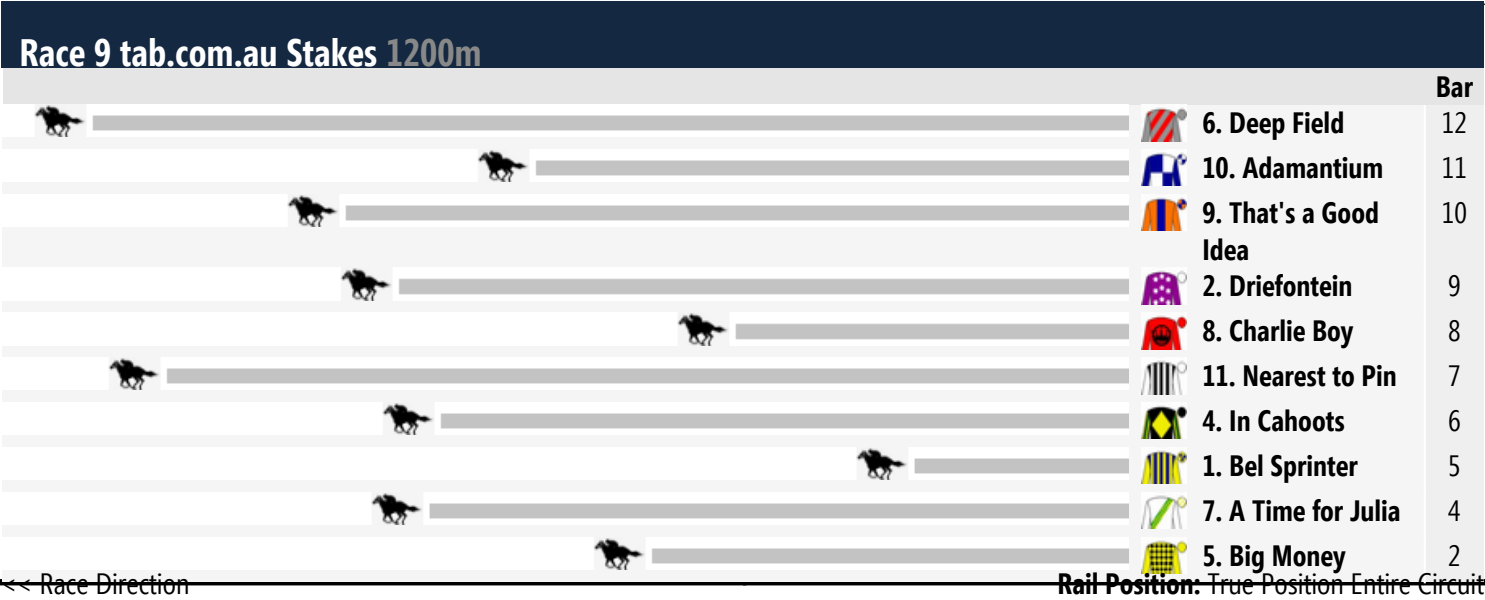 Race 9 tab.com.au Stakes 1200m
Bar
6. Deep Field 12
10. Adamantium 11
9. That's a Good 10
Idea
2. Driefontein 9
8. Charlie Boy 8
11. Nearest to Pin 7
4. In Cahoots 6
1. Bel Sprinter 5
7. A Time for Julia 4
5. Big Money 2
<< Race Direction Rail Position: True Position Entire Circuit